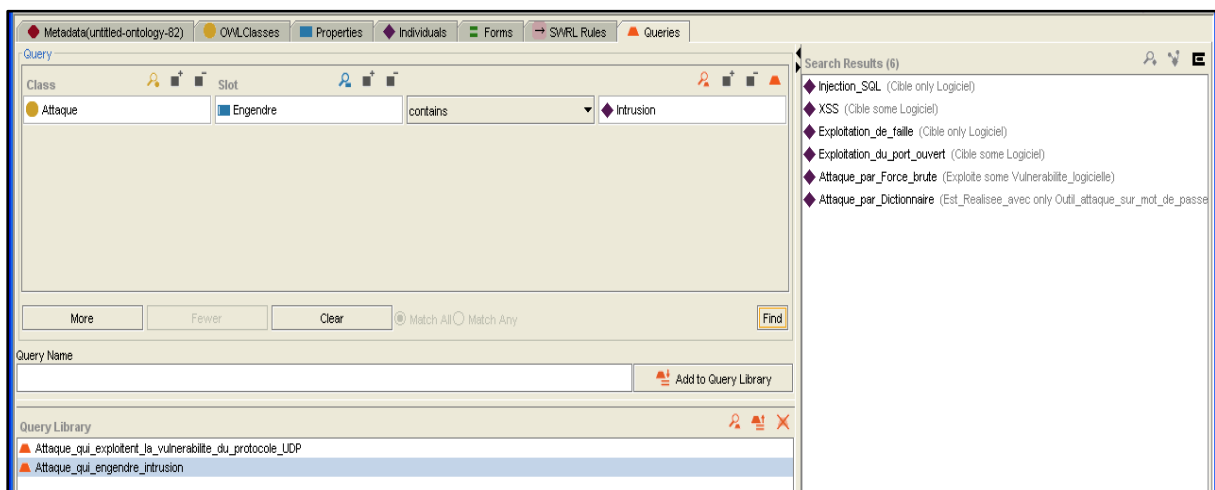 Metadata(untitled-ontology-82) OWLClasses Properties Individuals Forms SWRL Rules Queries
Query
Class Slot
Attaque Engendre contains Intrusion
More Fewer Clear Match All Match Any Find
Query Name
Add to Query Library
Query Library
Attaque_qui_exploitent_la_vulnerabilite_du_protocole_UDP
Attaque_qui_engendre_intrusion
Search Results (6)
Injection_SQL (Cible only Logiciel)
XSS (Cible some Logiciel)
Exploitation_de_faille (Cible only Logiciel)
Exploitation_du_port_ouvert (Cible some Logiciel)
Attaque_par_Force_brute (Exploite some Vulnerabilite_logicielle)
Attaque_par_Dictionnaire (Est_Realisee_avec only Outil_attaque_sur_mot_de_passe